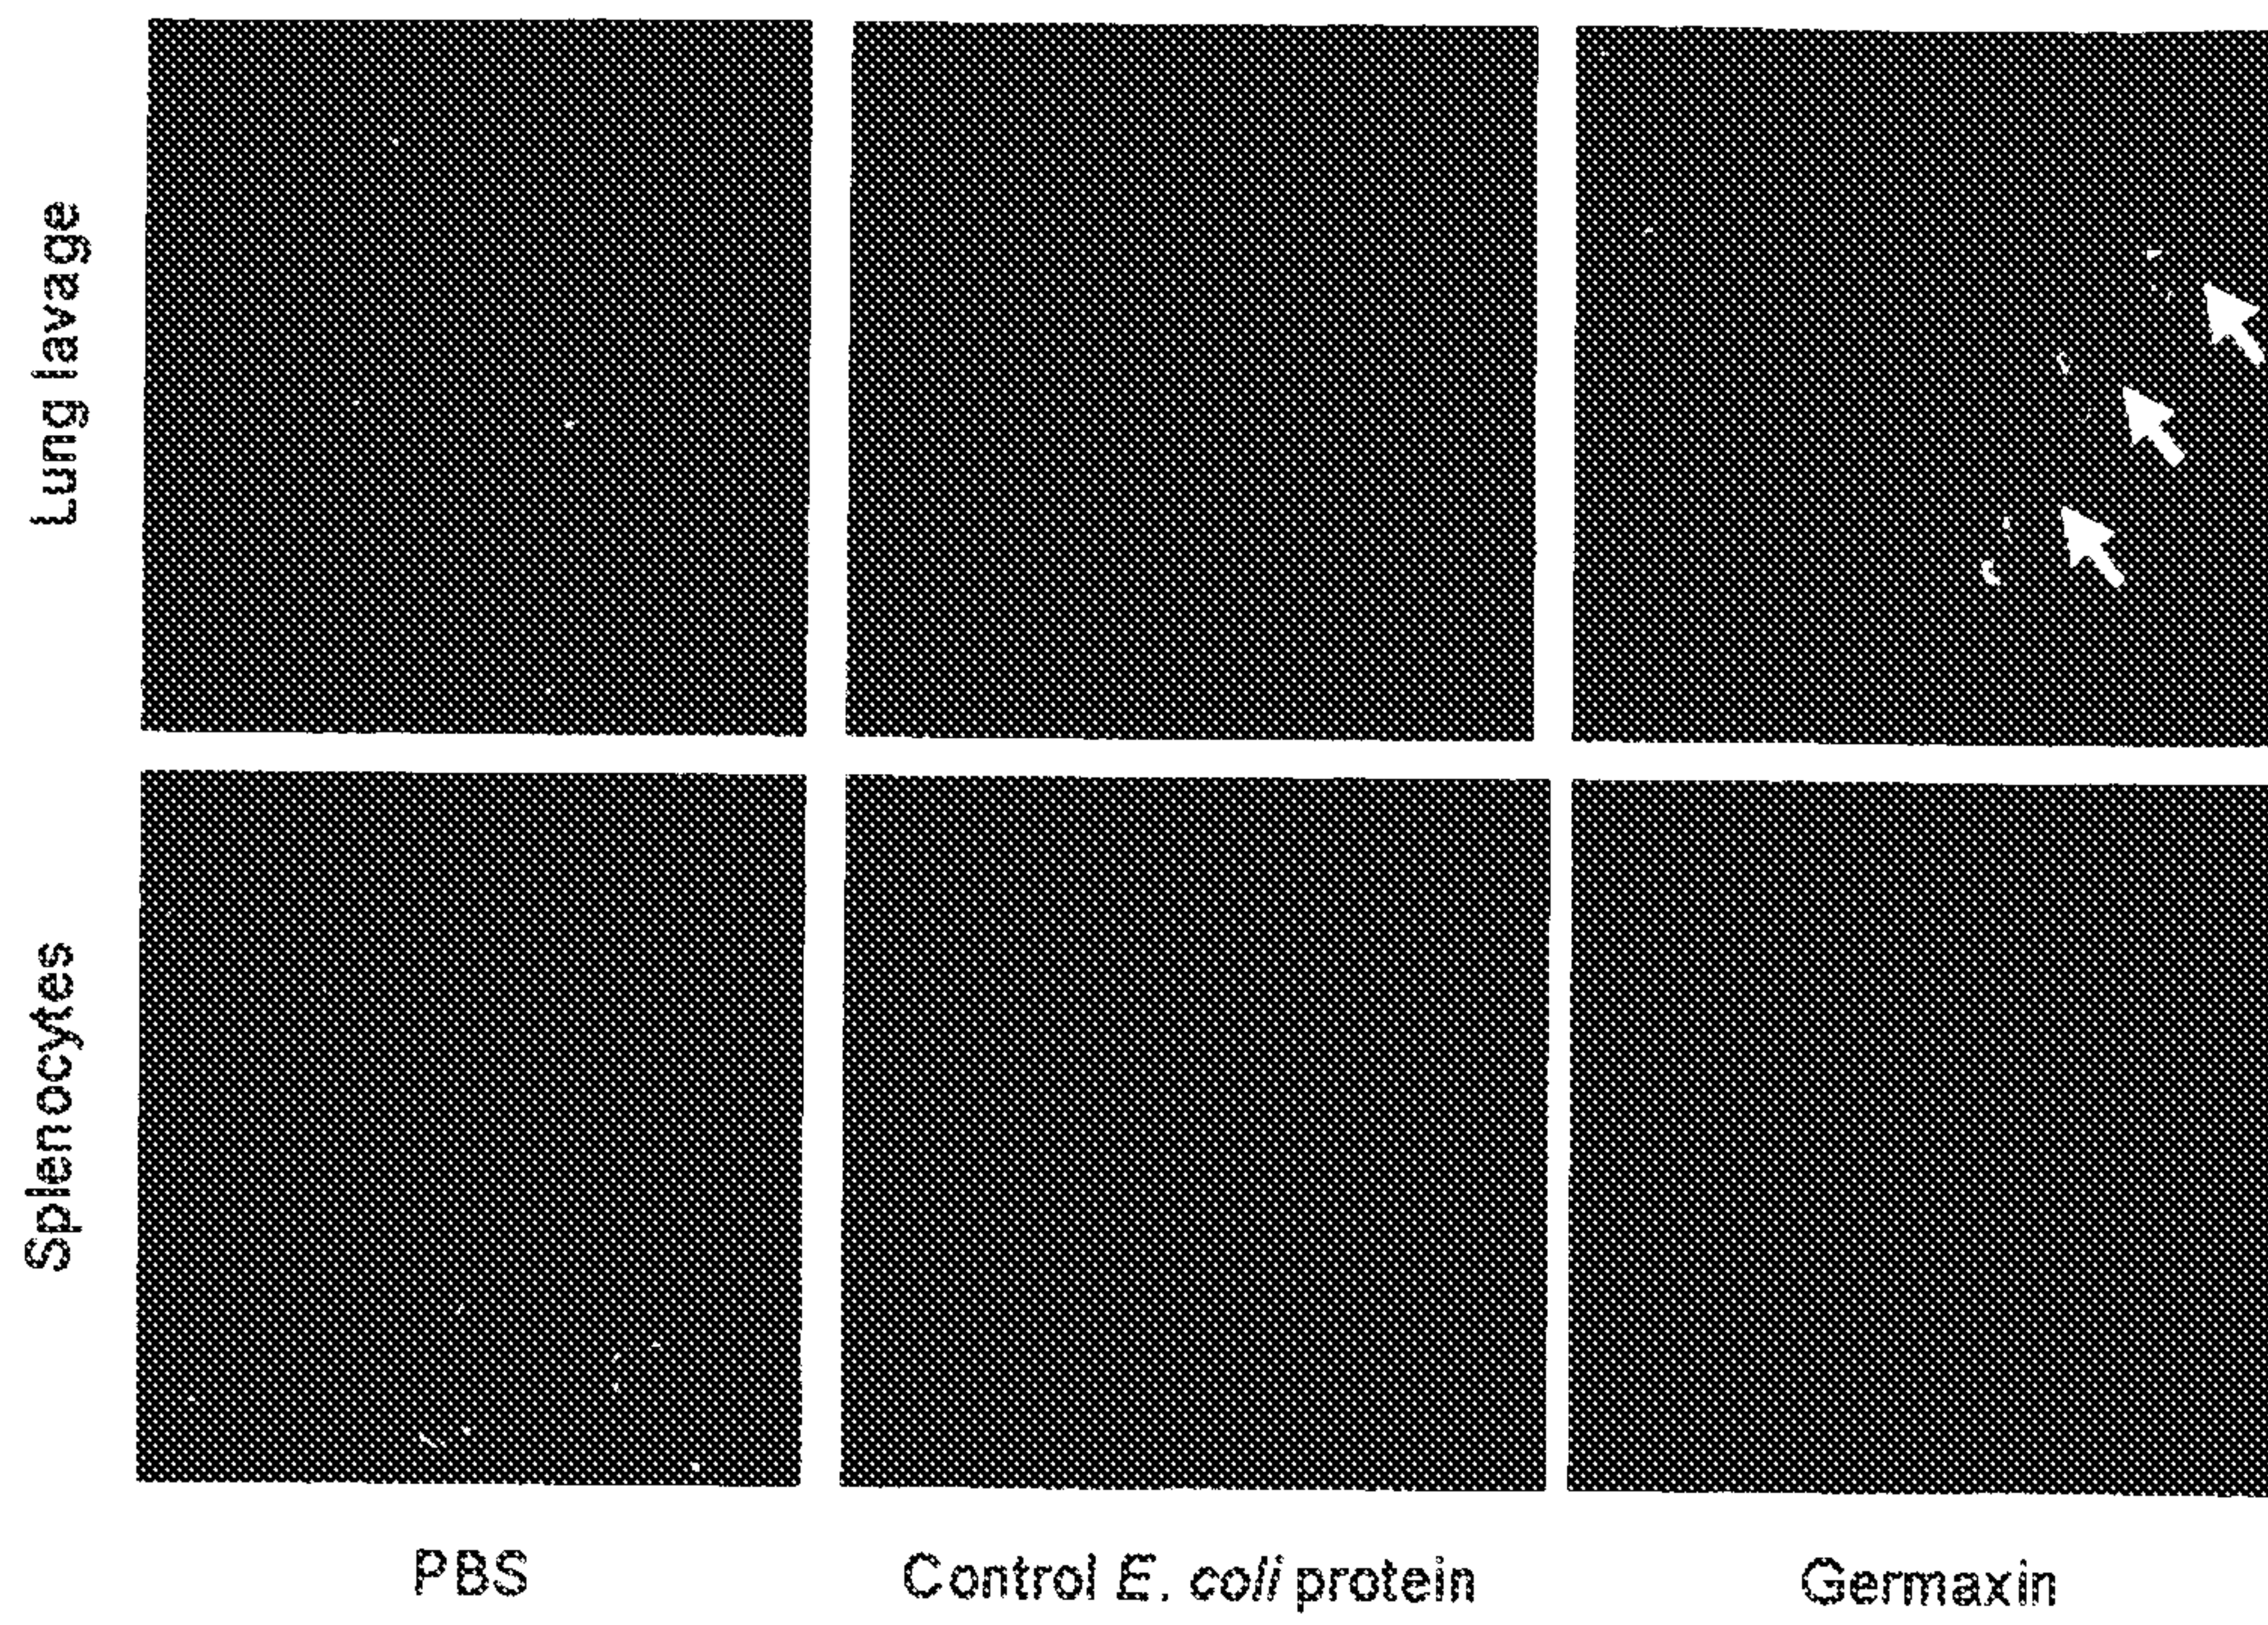 Lung lavage
Splenocytes
PBS
Control E. coli protein
Germaxin